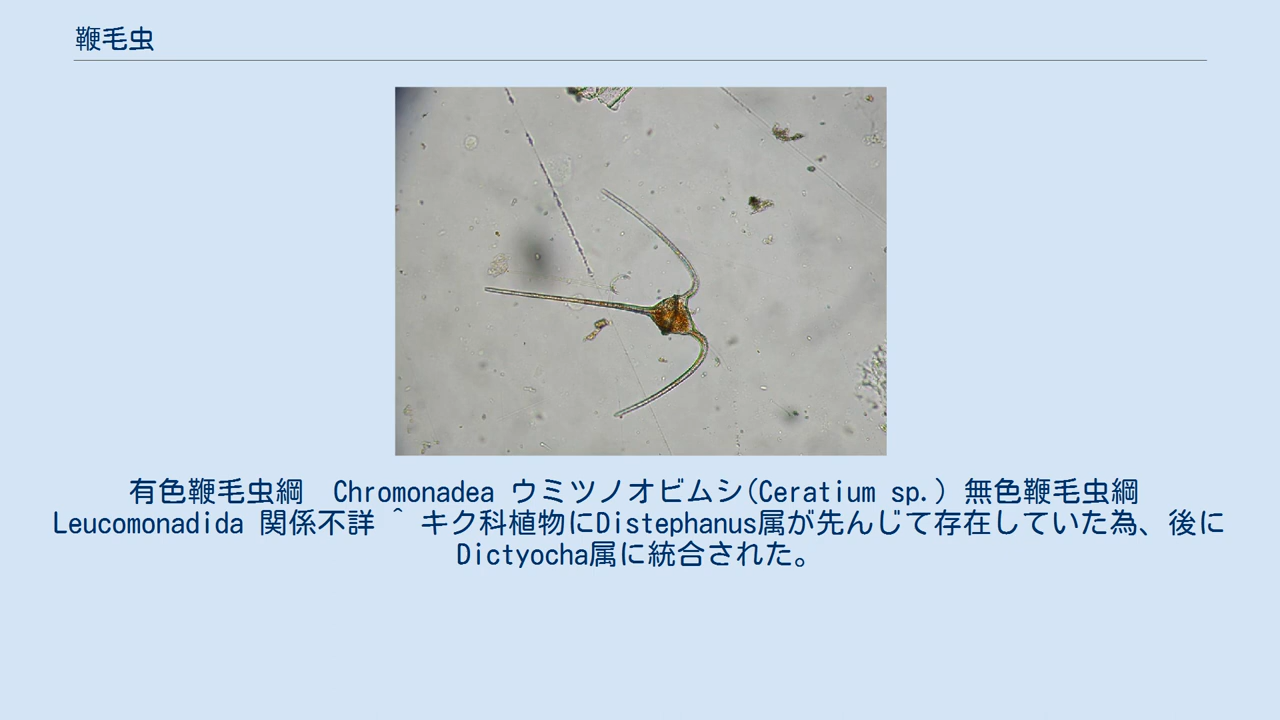 鞭毛虫
有色鞭毛虫綱　Chromonadea ウミツノオビムシ(Ceratium sp.) 無色鞭毛虫綱
Leucomonadida 関係不詳 ^ キク科植物にDistephanus属が先んじて存在していた為、後に
Dictyocha属に統合された。